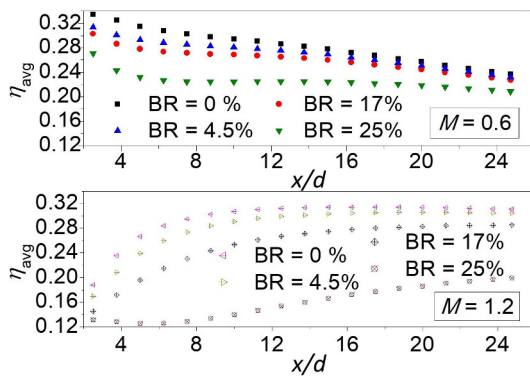 0.32
0.28
0.24
0.20
0.16
0.12
ηavg
BR = 0 % BR = 17%
BR = 4.5% BR = 25%
M = 0.6
4 8 12 16 20 24
x/d
0.32
0.28
0.24
0.20
0.16
0.12
ηavg
BR = 0 % BR = 17%
BR = 4.5% BR = 25%
M = 1.2
4 8 12 16 20 24
x/d